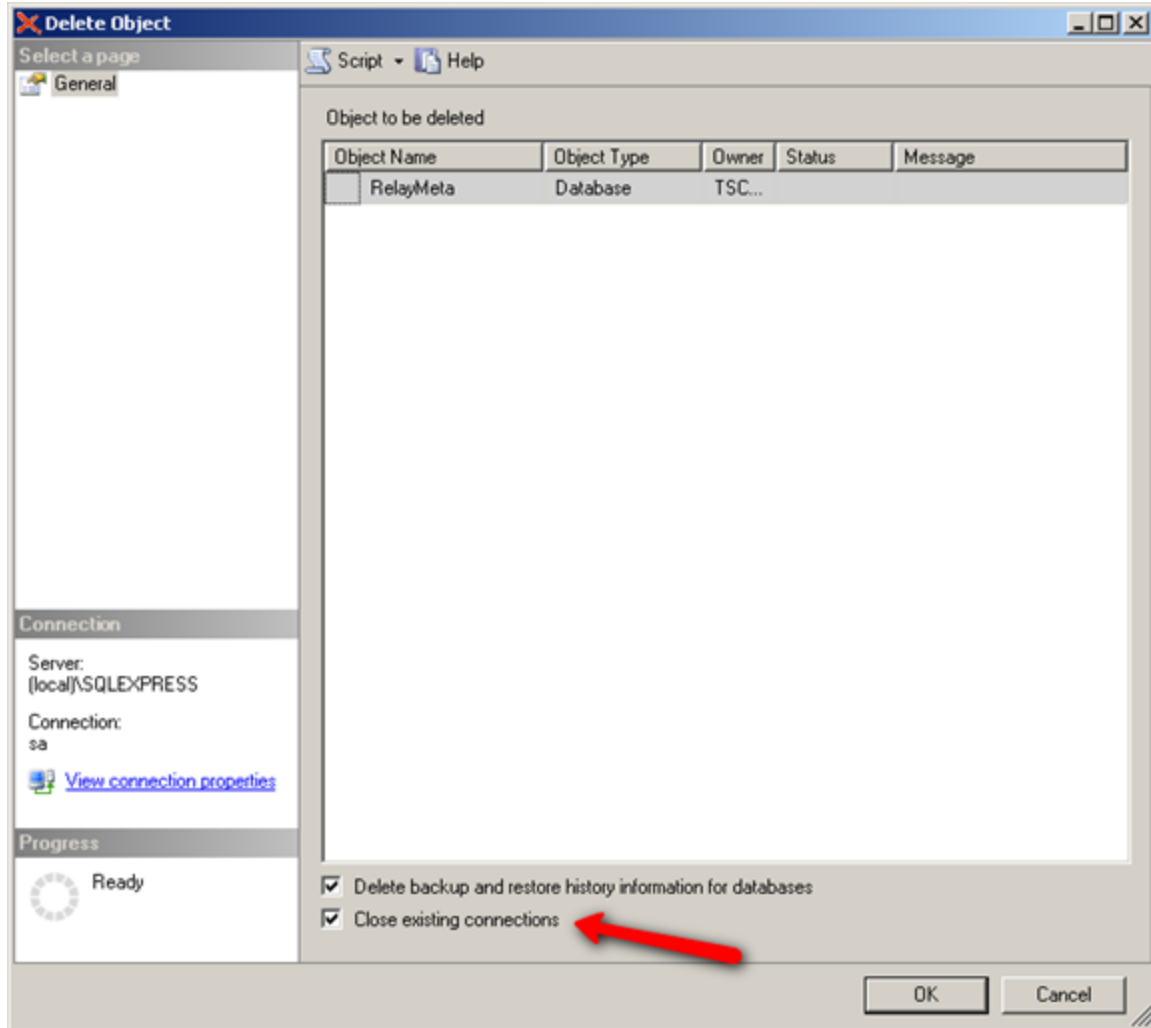 Delete Object
Select a page
General
Script
Help
Object to be deleted
Object Name Object Type Owner Status Message
RelayMeta Database TSC...
Connection
Server:
(local)\SQLEXPRESS
Connection:
sa
View connection properties
Progress
Ready
Delete backup and restore history information for databases
Close existing connections
OK Cancel